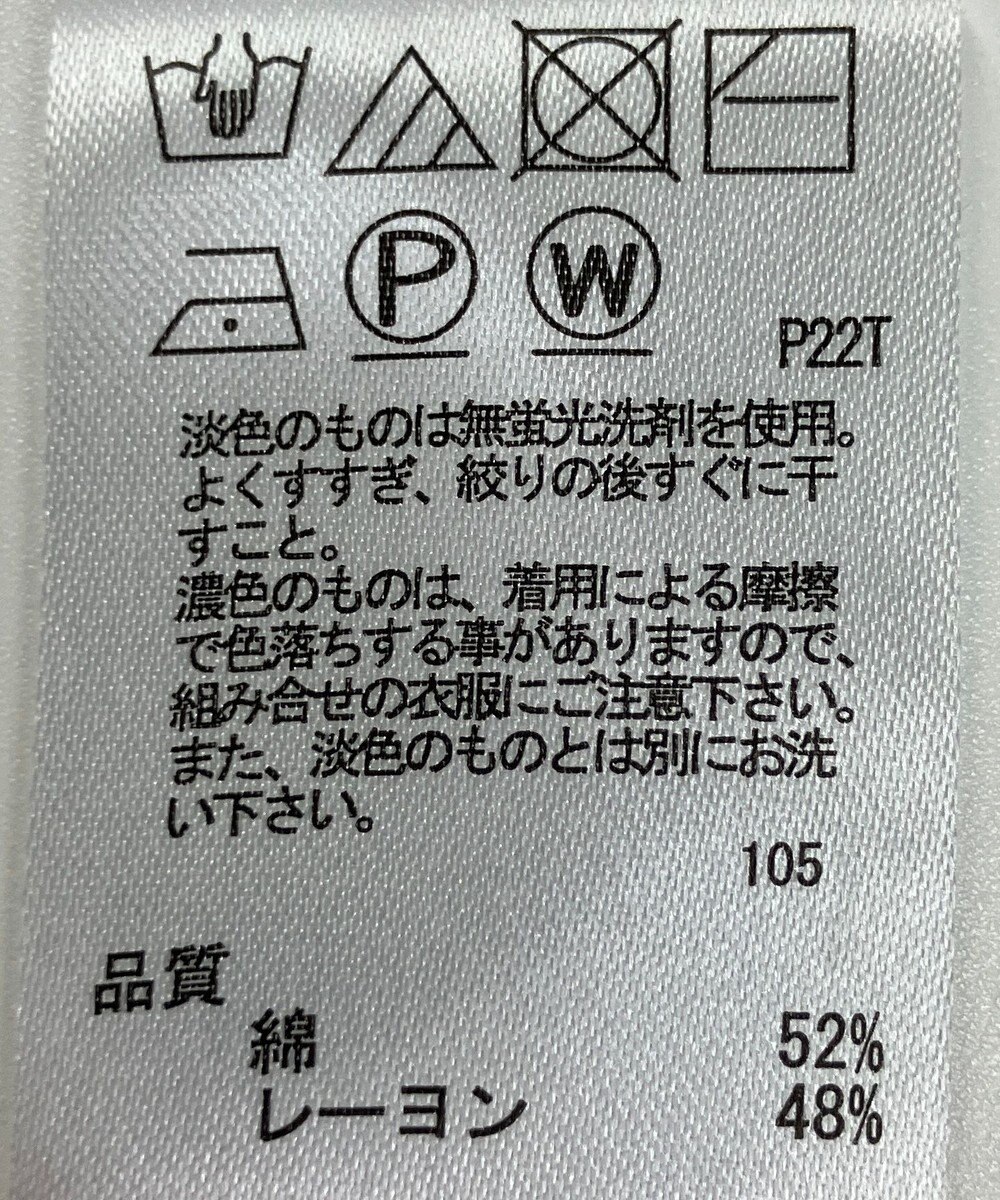 P W
P22T
淡色のものは無蛍光洗剤を使用。
よくすすぎ、絞りの後すぐに干
すこと。
濃色のものは、着用による摩擦
で色落ちする事がありますので、
組み合せの衣服にご注意下さい。
また、淡色のものとは別にお洗
い下さい。
105
品質
綿 52%
レーヨン 48%